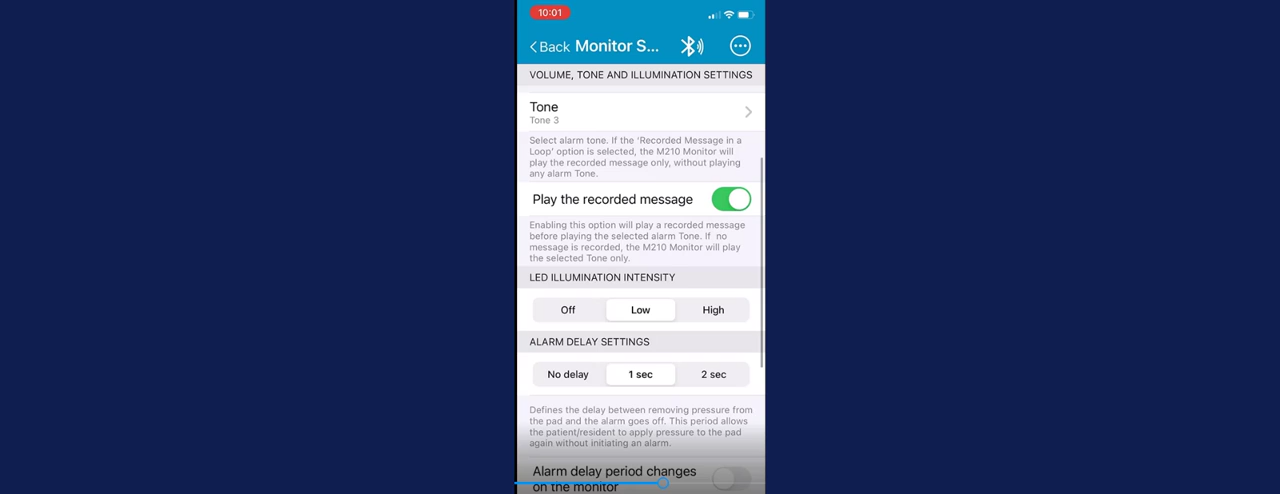 10:01
Back Monitor S...
VOLUME, TONE AND ILLUMINATION SETTINGS
Tone
Tone 3
Select alarm tone. If the 'Recorded Message in a
Loop' option is selected, the M210 Monitor will
play the recorded message only, without playing
any alarm Tone.
Play the recorded message
Enabling this option will play a recorded message
before playing the selected alarm Tone. If no
message is recorded, the M210 Monitor will play
the selected Tone only.
LED ILLUMINATION INTENSITY
Off Low High
ALARM DELAY SETTINGS
No delay 1 sec 2 sec
Defines the delay between removing pressure from
the pad and the alarm goes off. This period allows
the patient/resident to apply pressure to the pad
again without initiating an alarm.
Alarm delay period changes
on the monitor